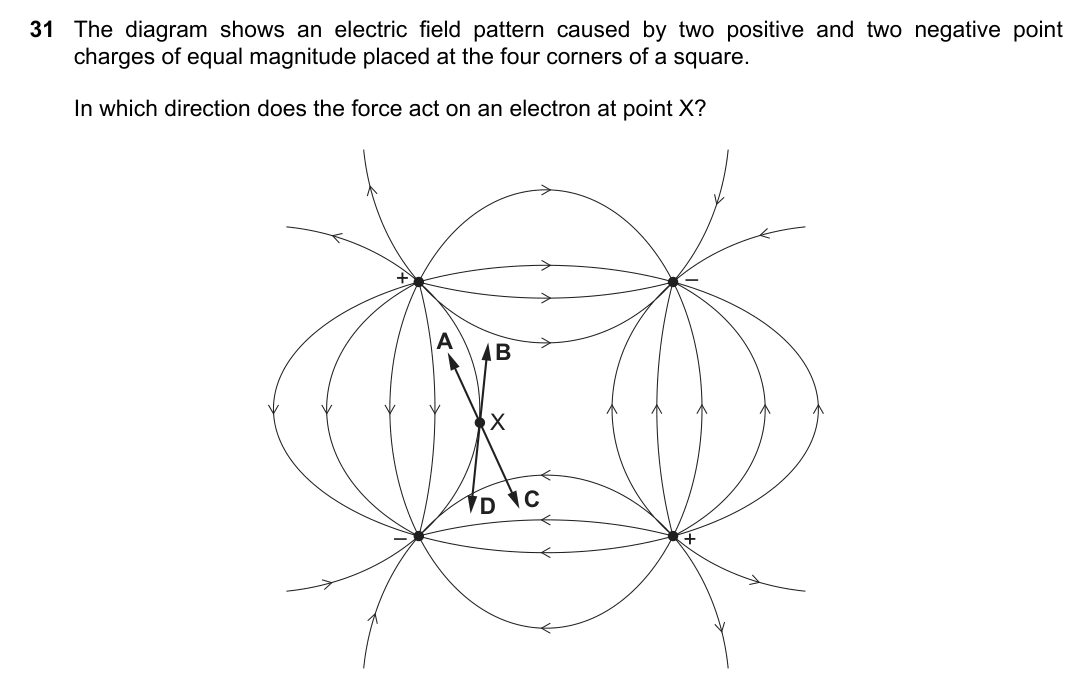 31 The diagram shows an electric field pattern caused by two positive and two negative point
charges of equal magnitude placed at the four corners of a square.
In which direction does the force act on an electron at point X?
+ –
A B
X
D C
– +